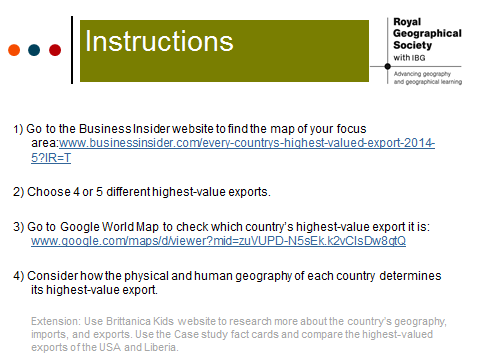 Instructions
Royal
Geographical
Society
with IBG
Advancing geography
and geographical learning
1) Go to the Business Insider website to find the map of your focus
area:www.businessinsider.com/every-countrys-highest-valued-export-2014-
5?IR=T
2) Choose 4 or 5 different highest-value exports.
3) Go to Google World Map to check which country's highest-value export it is:
www.google.com/maps/d/viewer?mid=zuVUPD-N5sEk.k2vCIsDw8qtQ
4) Consider how the physical and human geography of each country determines
its highest-value export.
Extension: Use Brittanica Kids website to research more about the country's geography,
imports, and exports. Use the Case study fact cards and compare the highest-valued
exports of the USA and Liberia.